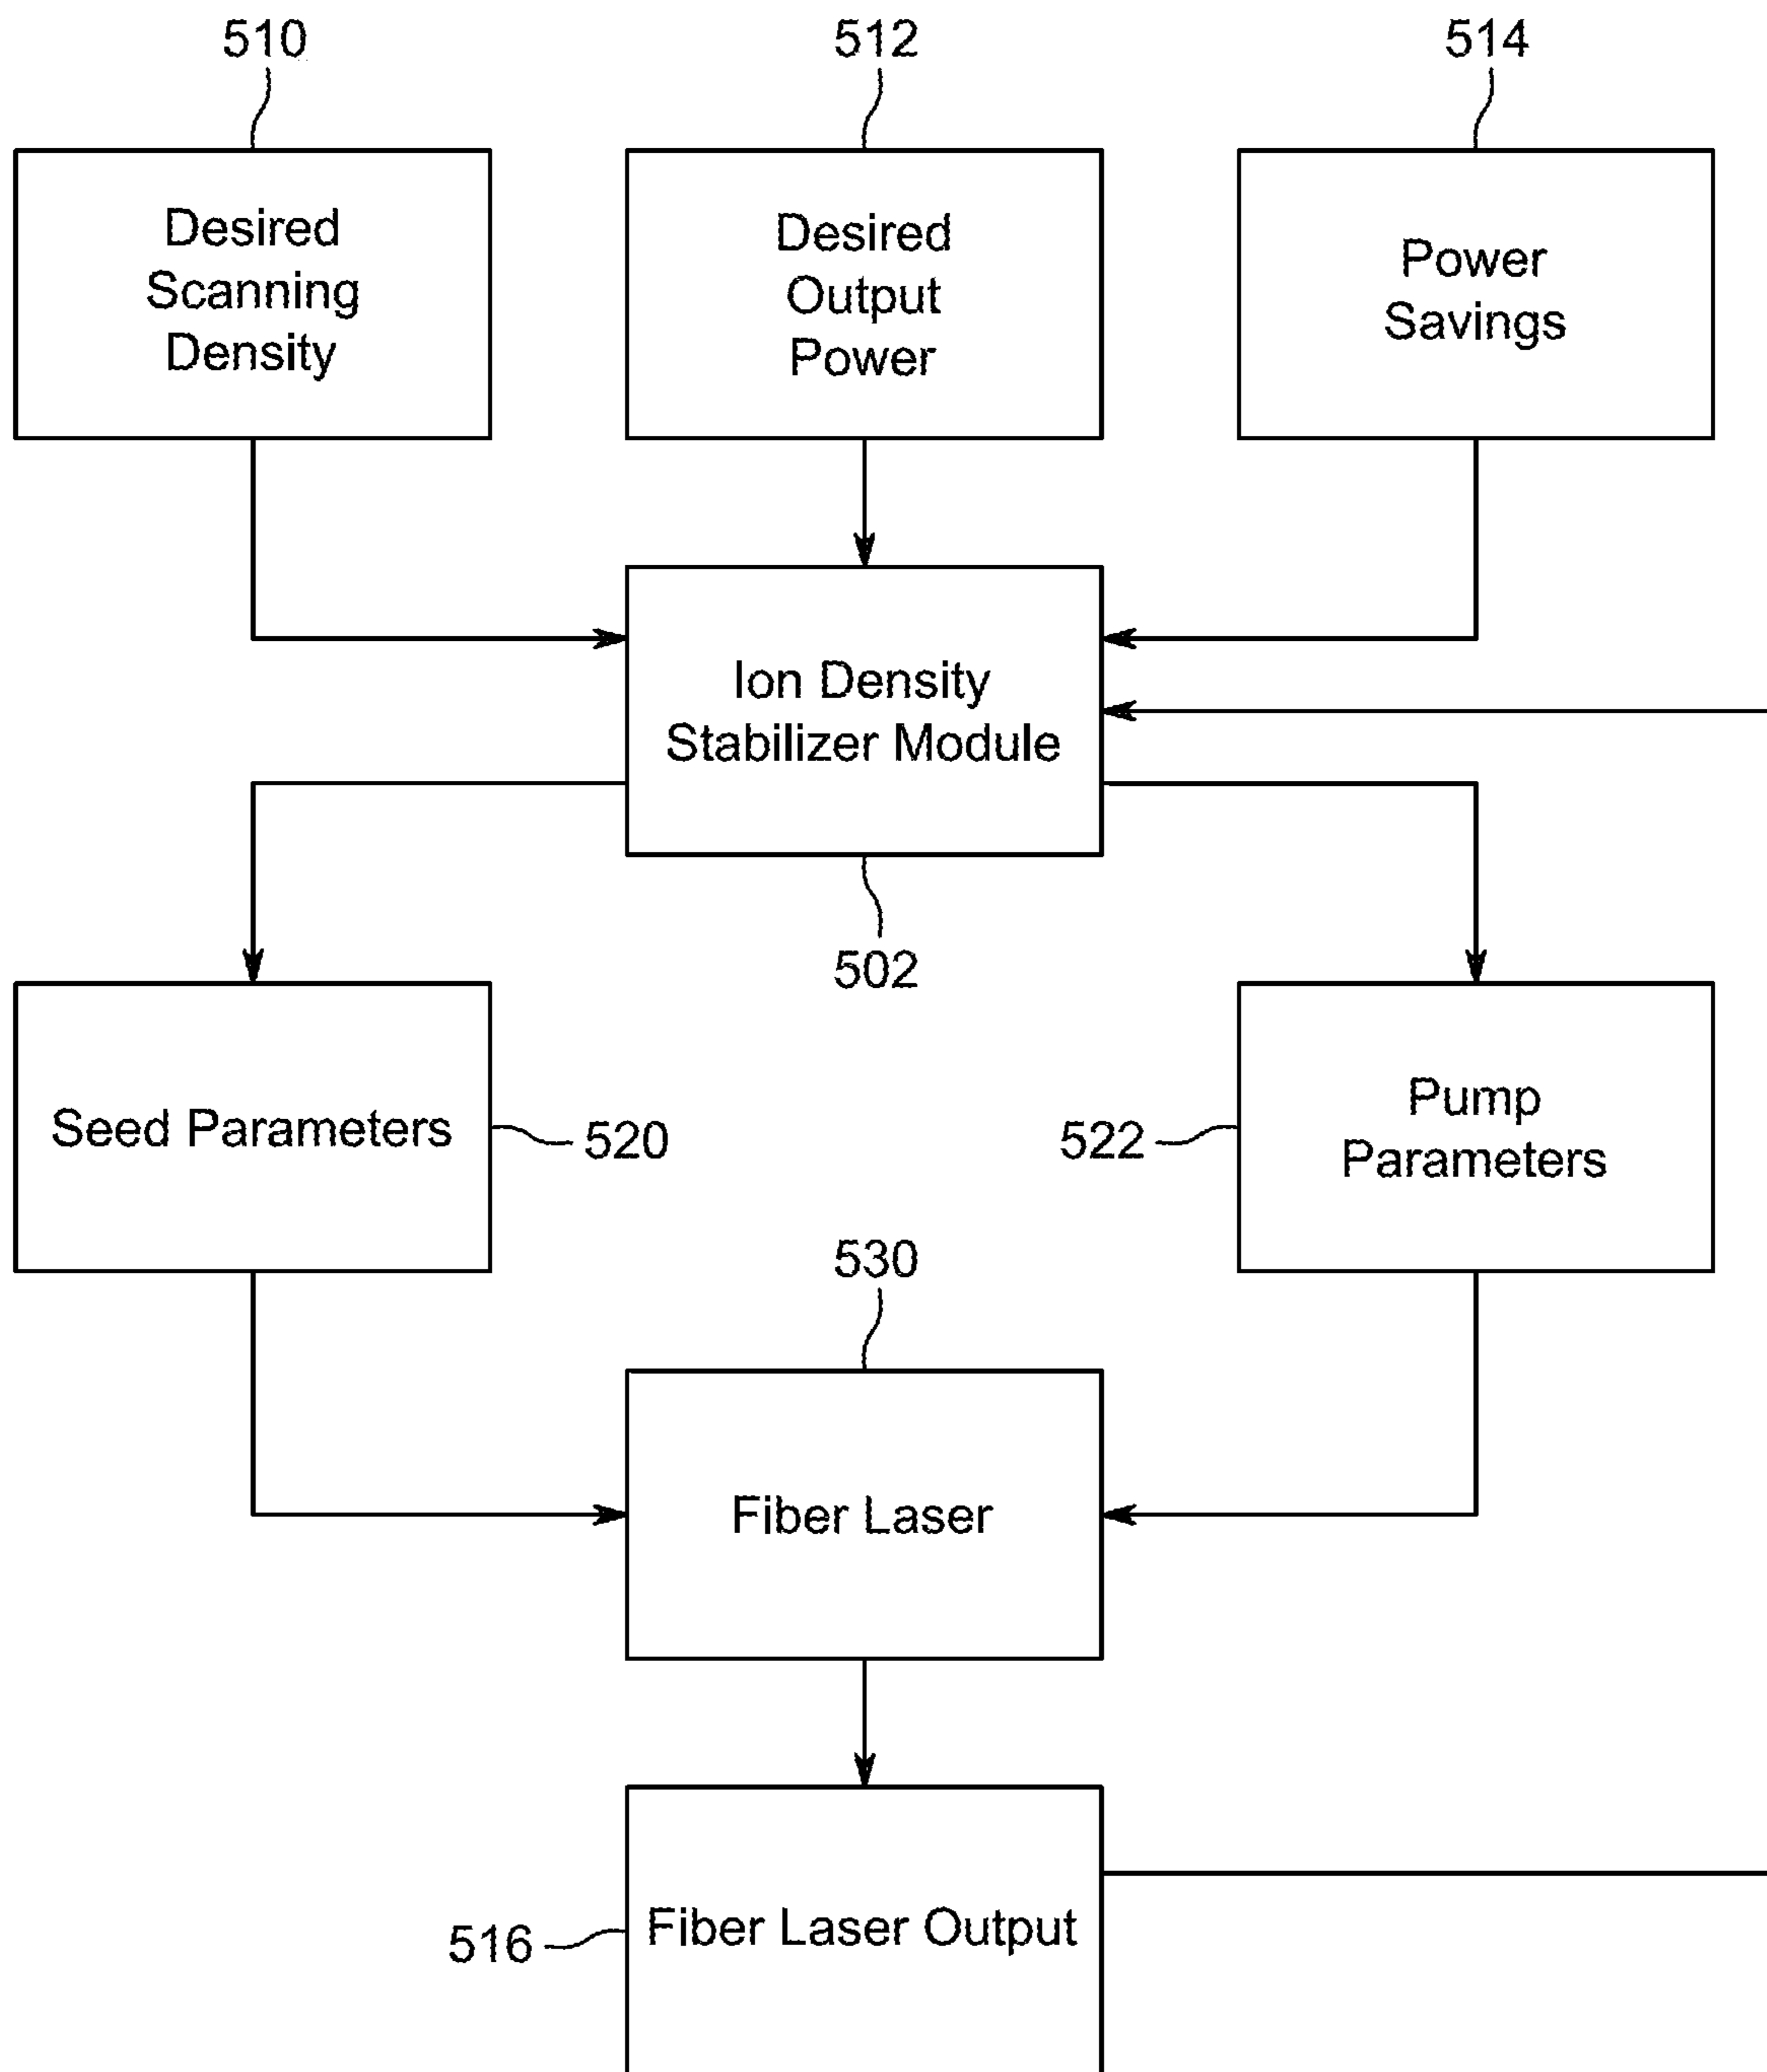 510
512
514
Desired
Scanning
Density
Desired
Output
Power
Power
Savings
Ion Density
Stabilizer Module
502
Seed Parameters
520
522
Pump
Parameters
530
Fiber Laser
516
Fiber Laser Output